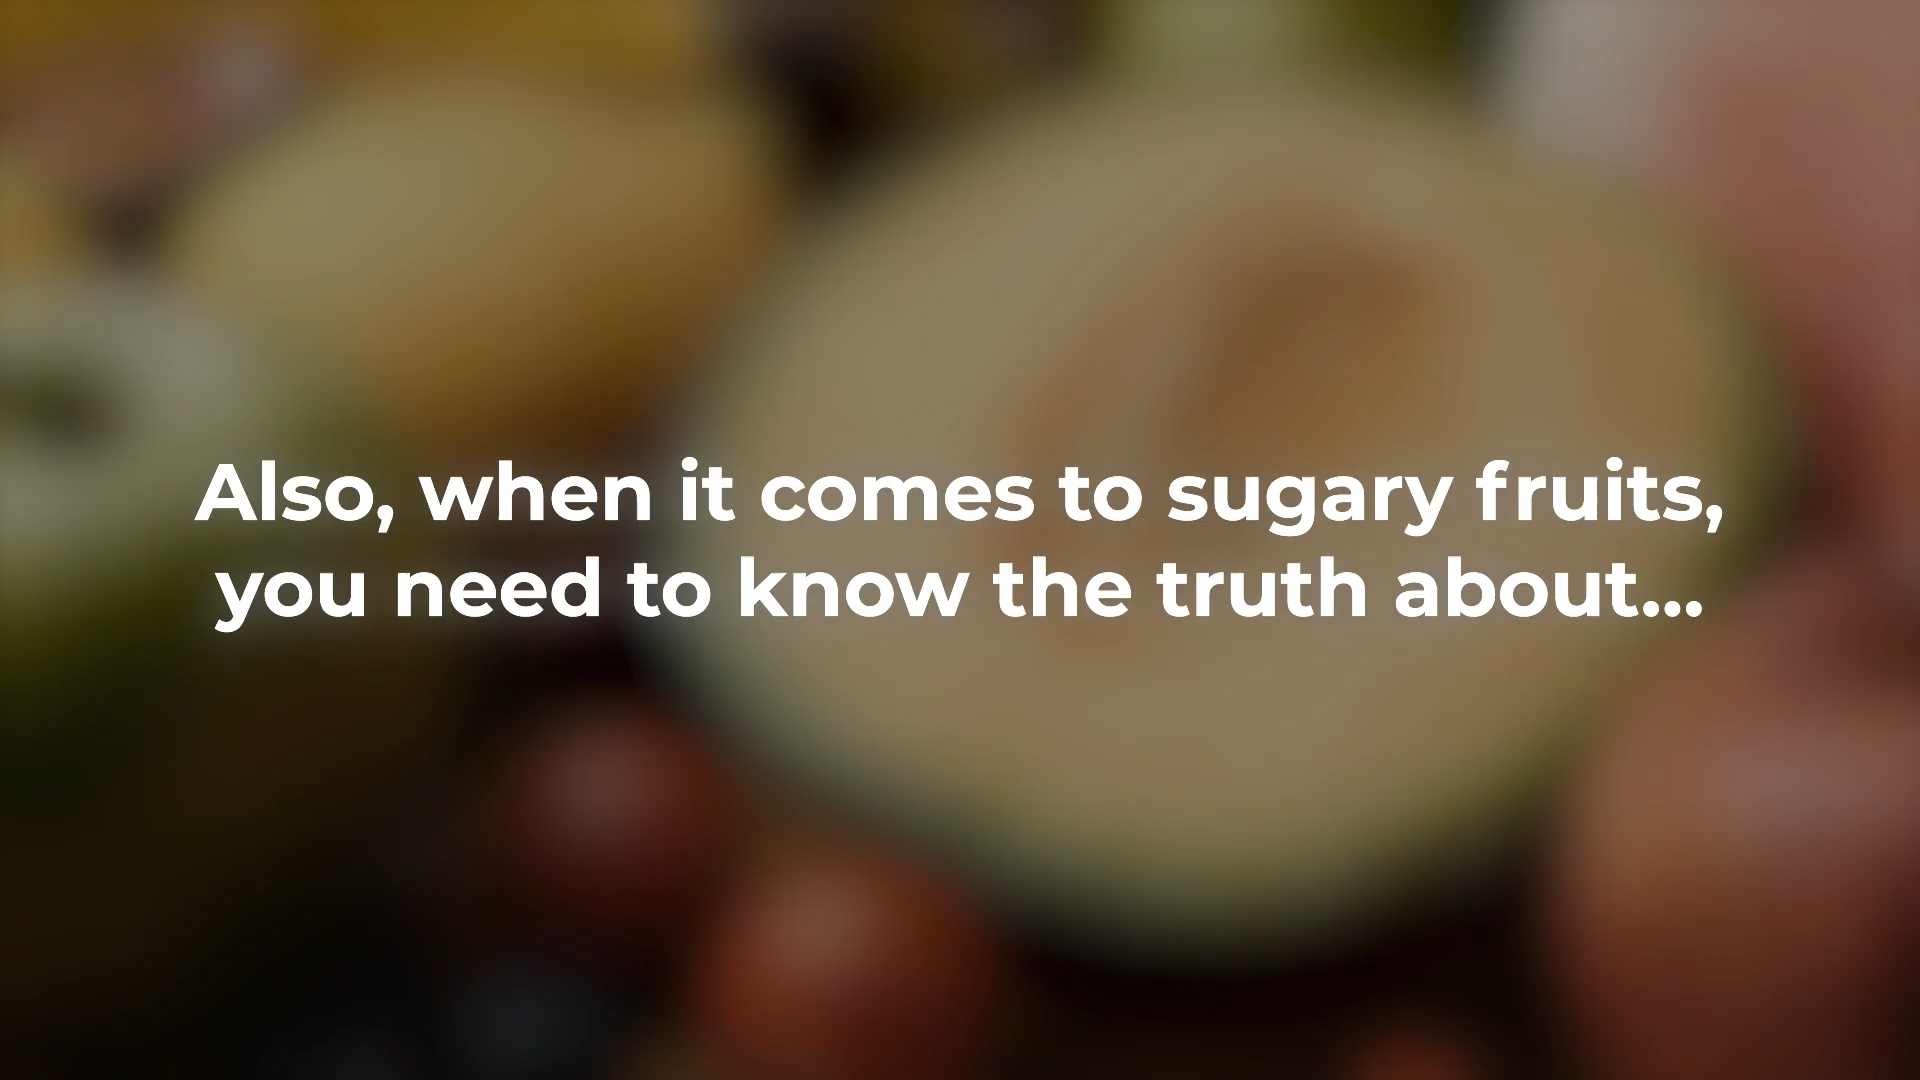 Also, when it comes to sugary fruits,
you need to know the truth about...